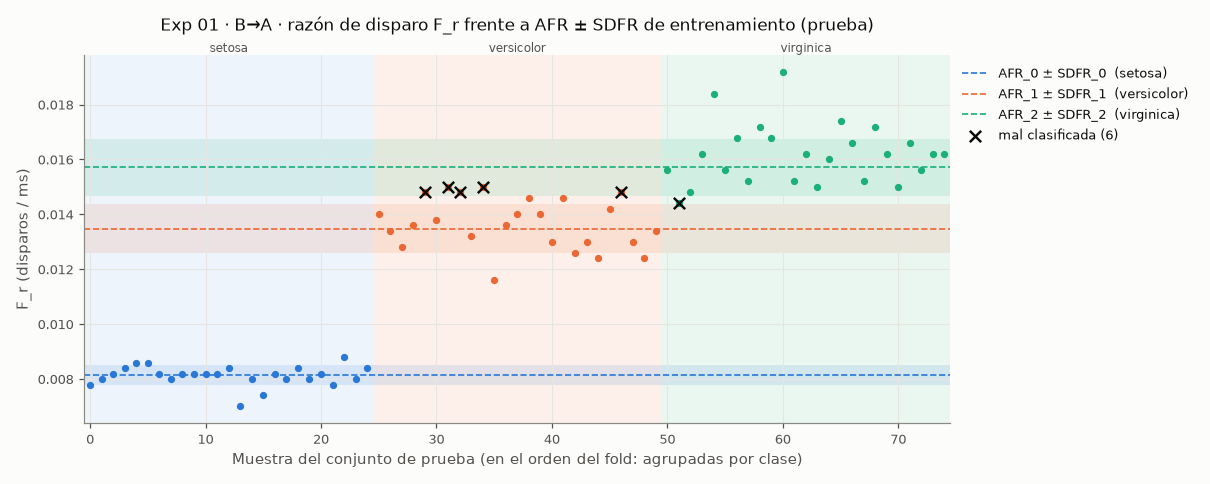 Exp 01 · B→A · razón de disparo F_r frente a AFR ± SDFR de entrenamiento (prueba)
setosa
versicolor
virginica
AFR_0 ± SDFR_0 (setosa)
AFR_1 ± SDFR_1 (versicolor)
AFR_2 ± SDFR_2 (virginica)
mal clasificada (6)
F_r (disparos / ms)
0.018
0.016
0.014
0.012
0.010
0.008
0
10
20
30
40
50
60
70
Muestra del conjunto de prueba (en el orden del fold: agrupadas por clase)